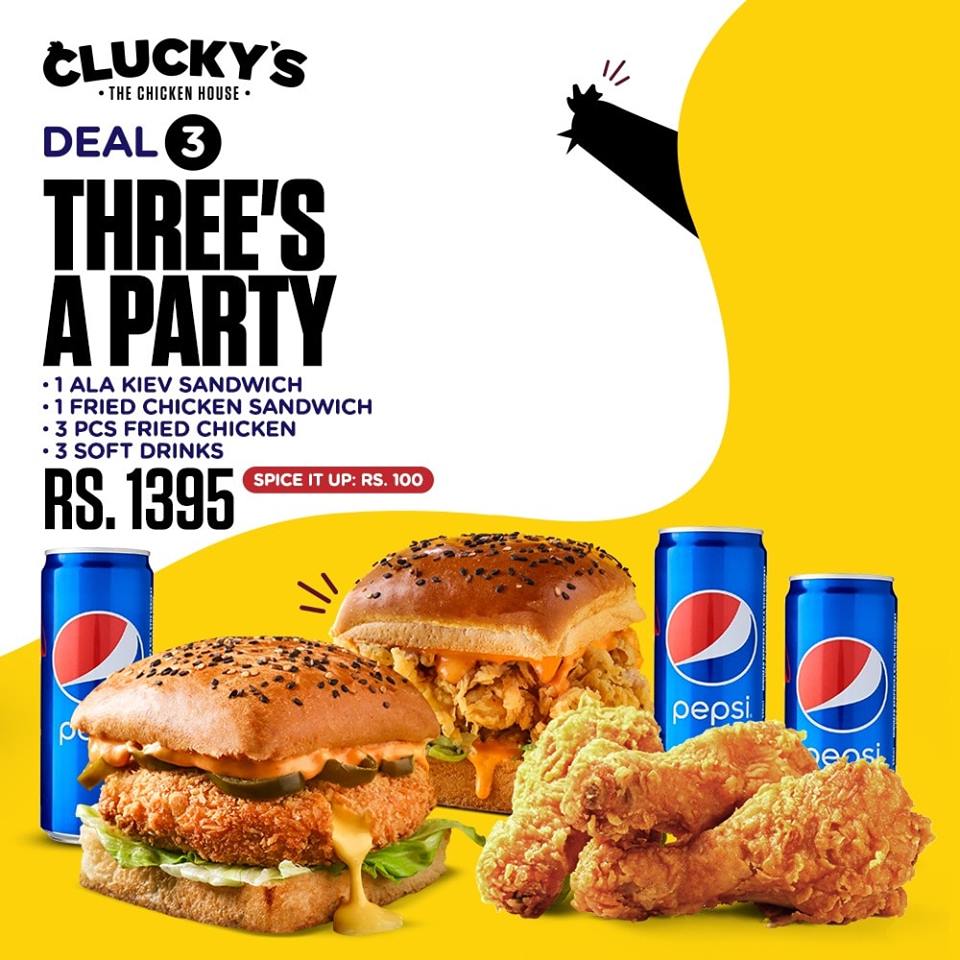 CLUCKY'S
• THE CHICKEN HOUSE •
DEAL 3
THREE'S
A PARTY
• 1 ALA KIEV SANDWICH
• 1 FRIED CHICKEN SANDWICH
• 3 PCS FRIED CHICKEN
• 3 SOFT DRINKS
RS. 1395 SPICE IT UP: RS. 100
pepsi
pepsi